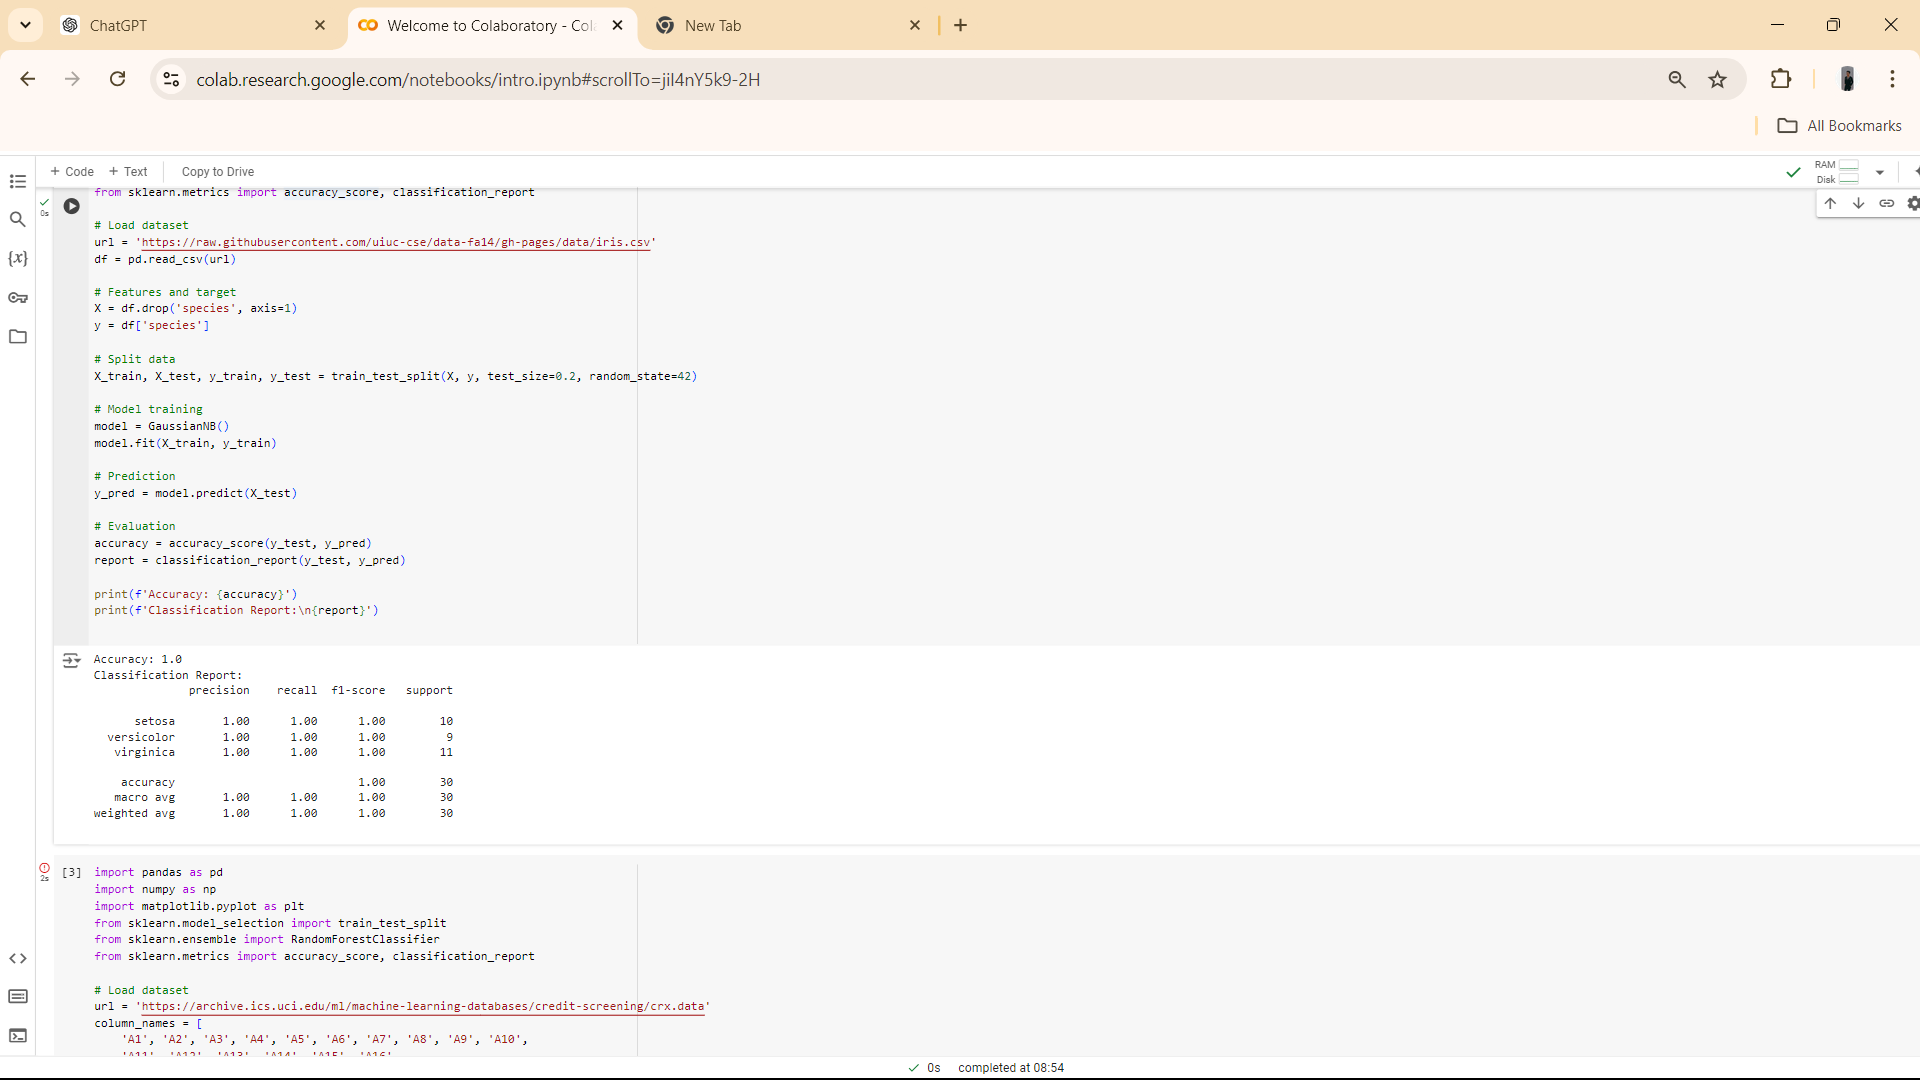 ChatGPT
Welcome to Colaboratory - Col
New Tab
colab.research.google.com/notebooks/intro.ipynb#scrollTo=jiI4nY5k9-2H
All Bookmarks
+ Code + Text Copy to Drive
RAM
Disk
0s
from sklearn.metrics import accuracy_score, classification_report
# Load dataset
url = 'https://raw.githubusercontent.com/uiuc-cse/data-fa14/gh-pages/data/iris.csv'
df = pd.read_csv(url)
# Features and target
X = df.drop('species', axis=1)
y = df['species']
# Split data
X_train, X_test, y_train, y_test = train_test_split(X, y, test_size=0.2, random_state=42)
# Model training
model = GaussianNB()
model.fit(X_train, y_train)
# Prediction
y_pred = model.predict(X_test)
# Evaluation
accuracy = accuracy_score(y_test, y_pred)
report = classification_report(y_test, y_pred)
print(f'Accuracy: {accuracy}')
print(f'Classification Report:\n{report}')
Accuracy: 1.0
Classification Report:
precision recall f1-score support
setosa 1.00 1.00 1.00 10
versicolor 1.00 1.00 1.00 9
virginica 1.00 1.00 1.00 11
accuracy 1.00 30
macro avg 1.00 1.00 1.00 30
weighted avg 1.00 1.00 1.00 30
2s
[3] import pandas as pd
import numpy as np
import matplotlib.pyplot as plt
from sklearn.model_selection import train_test_split
from sklearn.ensemble import RandomForestClassifier
from sklearn.metrics import accuracy_score, classification_report
# Load dataset
url = 'https://archive.ics.uci.edu/ml/machine-learning-databases/credit-screening/crx.data'
column_names = [
'A1', 'A2', 'A3', 'A4', 'A5', 'A6', 'A7', 'A8', 'A9', 'A10',
'A11', 'A12', 'A13', 'A14', 'A15', 'A16'
0s completed at 08:54